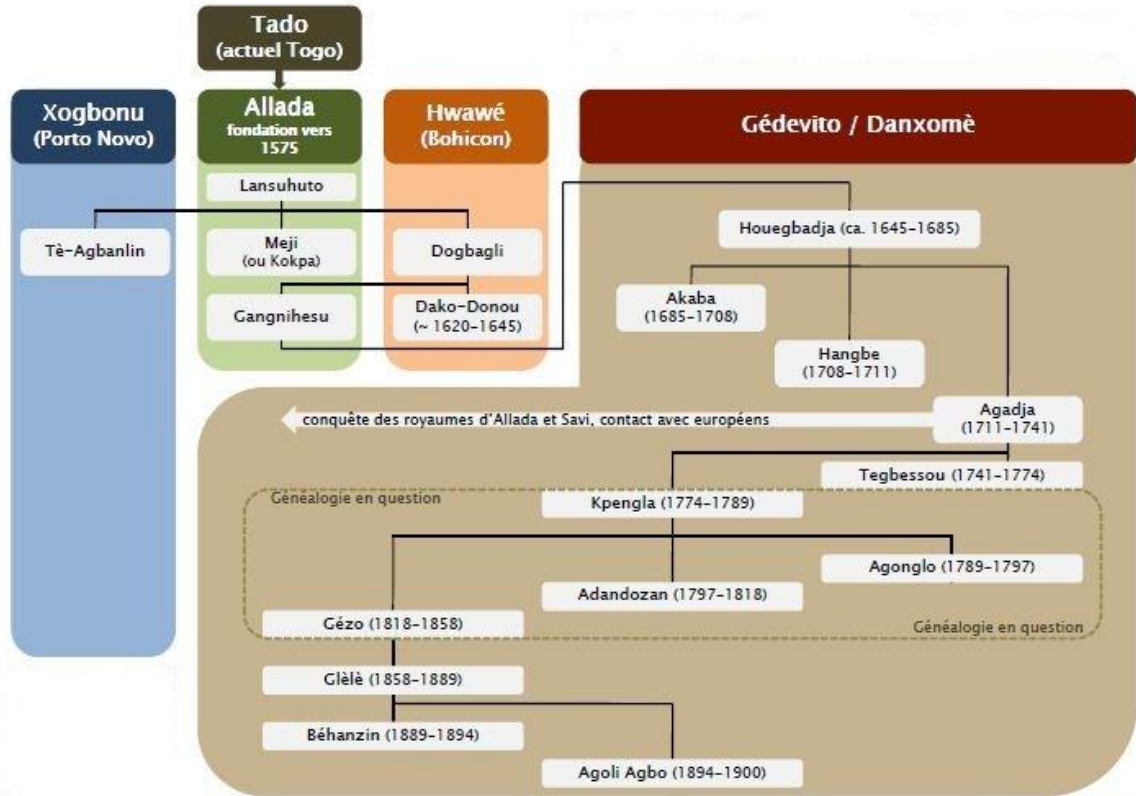 Tado
(actuel Togo)
Xogbonu
(Porto Novo)
Allada
fondation vers
1575
Hwawé
(Bohicon)
Gédevito / Danxomè
Lansuhuto
Tè-Agbanlin
Meji
(ou Kokpa)
Dogbagli
Houegbadja (ca. 1645-1685)
Gangnihesu
Dako-Donou
(~ 1620-1645)
Akaba
(1685-1708)
Hangbe
(1708-1711)
conquête des royaumes d'Allada et Savi, contact avec européens
Agadja
(1711-1741)
Tegbessou (1741-1774)
Généalogie en question
Kpengla (1774-1789)
Agonglo (1789-1797)
Adandozan (1797-1818)
Gézo (1818-1858)
Généalogie en question
Glèlè (1858-1889)
Béhanzin (1889-1894)
Agoli Agbo (1894-1900)